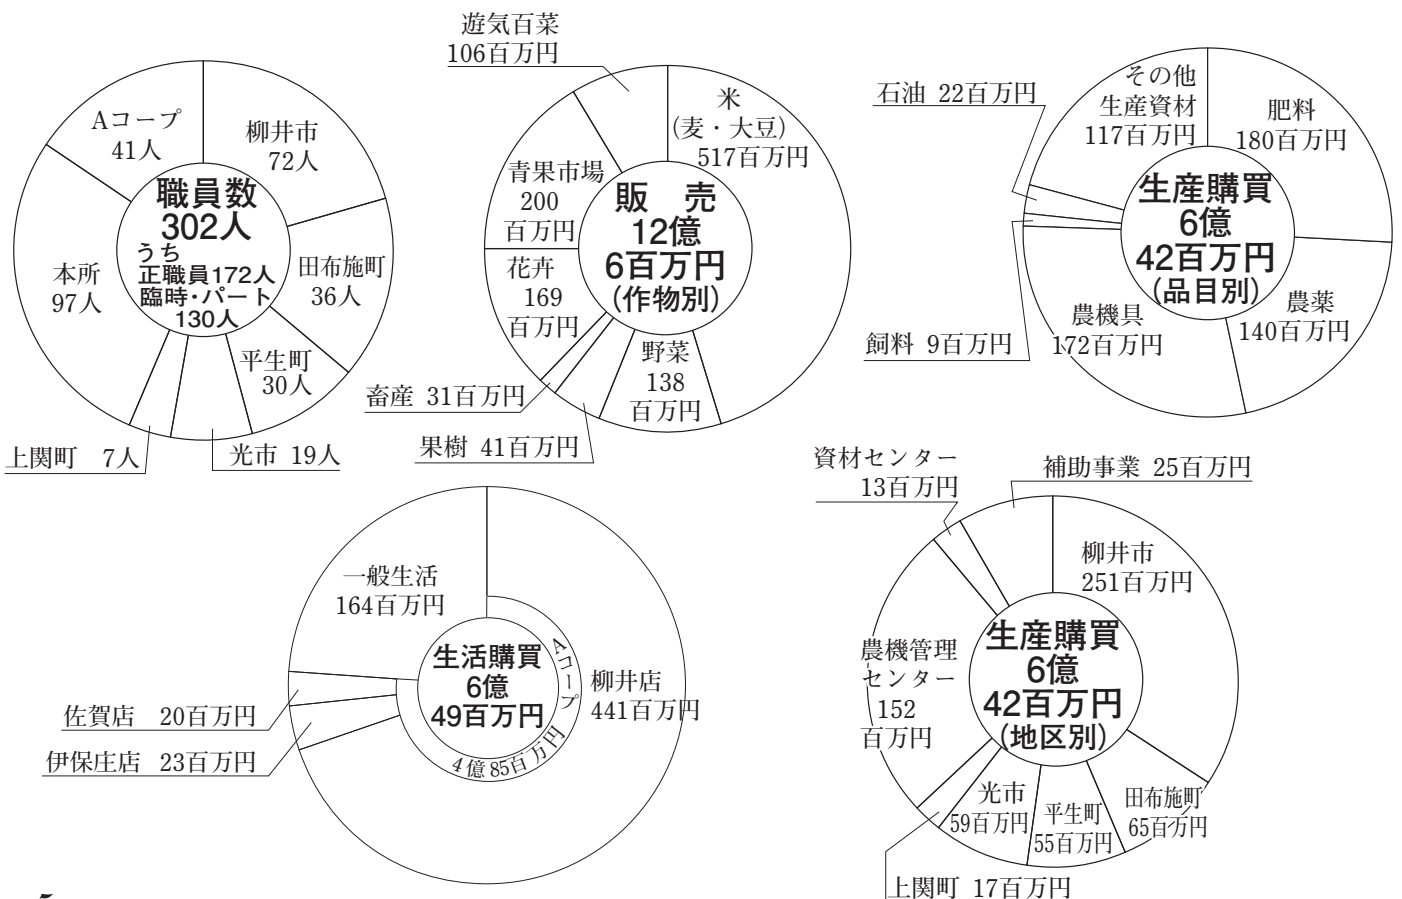 職員数
302人
うち
正職員172人
臨時・パート
130人
柳井市
72人
田布施町
36人
平生町
30人
光市 19人
上関町 7人
本所
97人
Aコープ
41人
販 売
12億
6百万円
(作物別)
米
(麦・大豆)
517百万円
野菜
138
百万円
果樹 41百万円
畜産 31百万円
花卉
169
百万円
青果市場
200
百万円
遊気百菜
106百万円
生産購買
6億
42百万円
(品目別)
肥料
180百万円
農薬
140百万円
農機具
172百万円
飼料 9百万円
石油 22百万円
その他
生産資材
117百万円
生活購買
6億
49百万円
Aコープ
4億85百万円
柳井店
441百万円
伊保庄店 23百万円
佐賀店 20百万円
一般生活
164百万円
生産購買
6億
42百万円
(地区別)
柳井市
251百万円
田布施町
65百万円
平生町
55百万円
光市
59百万円
上関町 17百万円
農機管理
センター
152
百万円
資材センター
13百万円
補助事業 25百万円